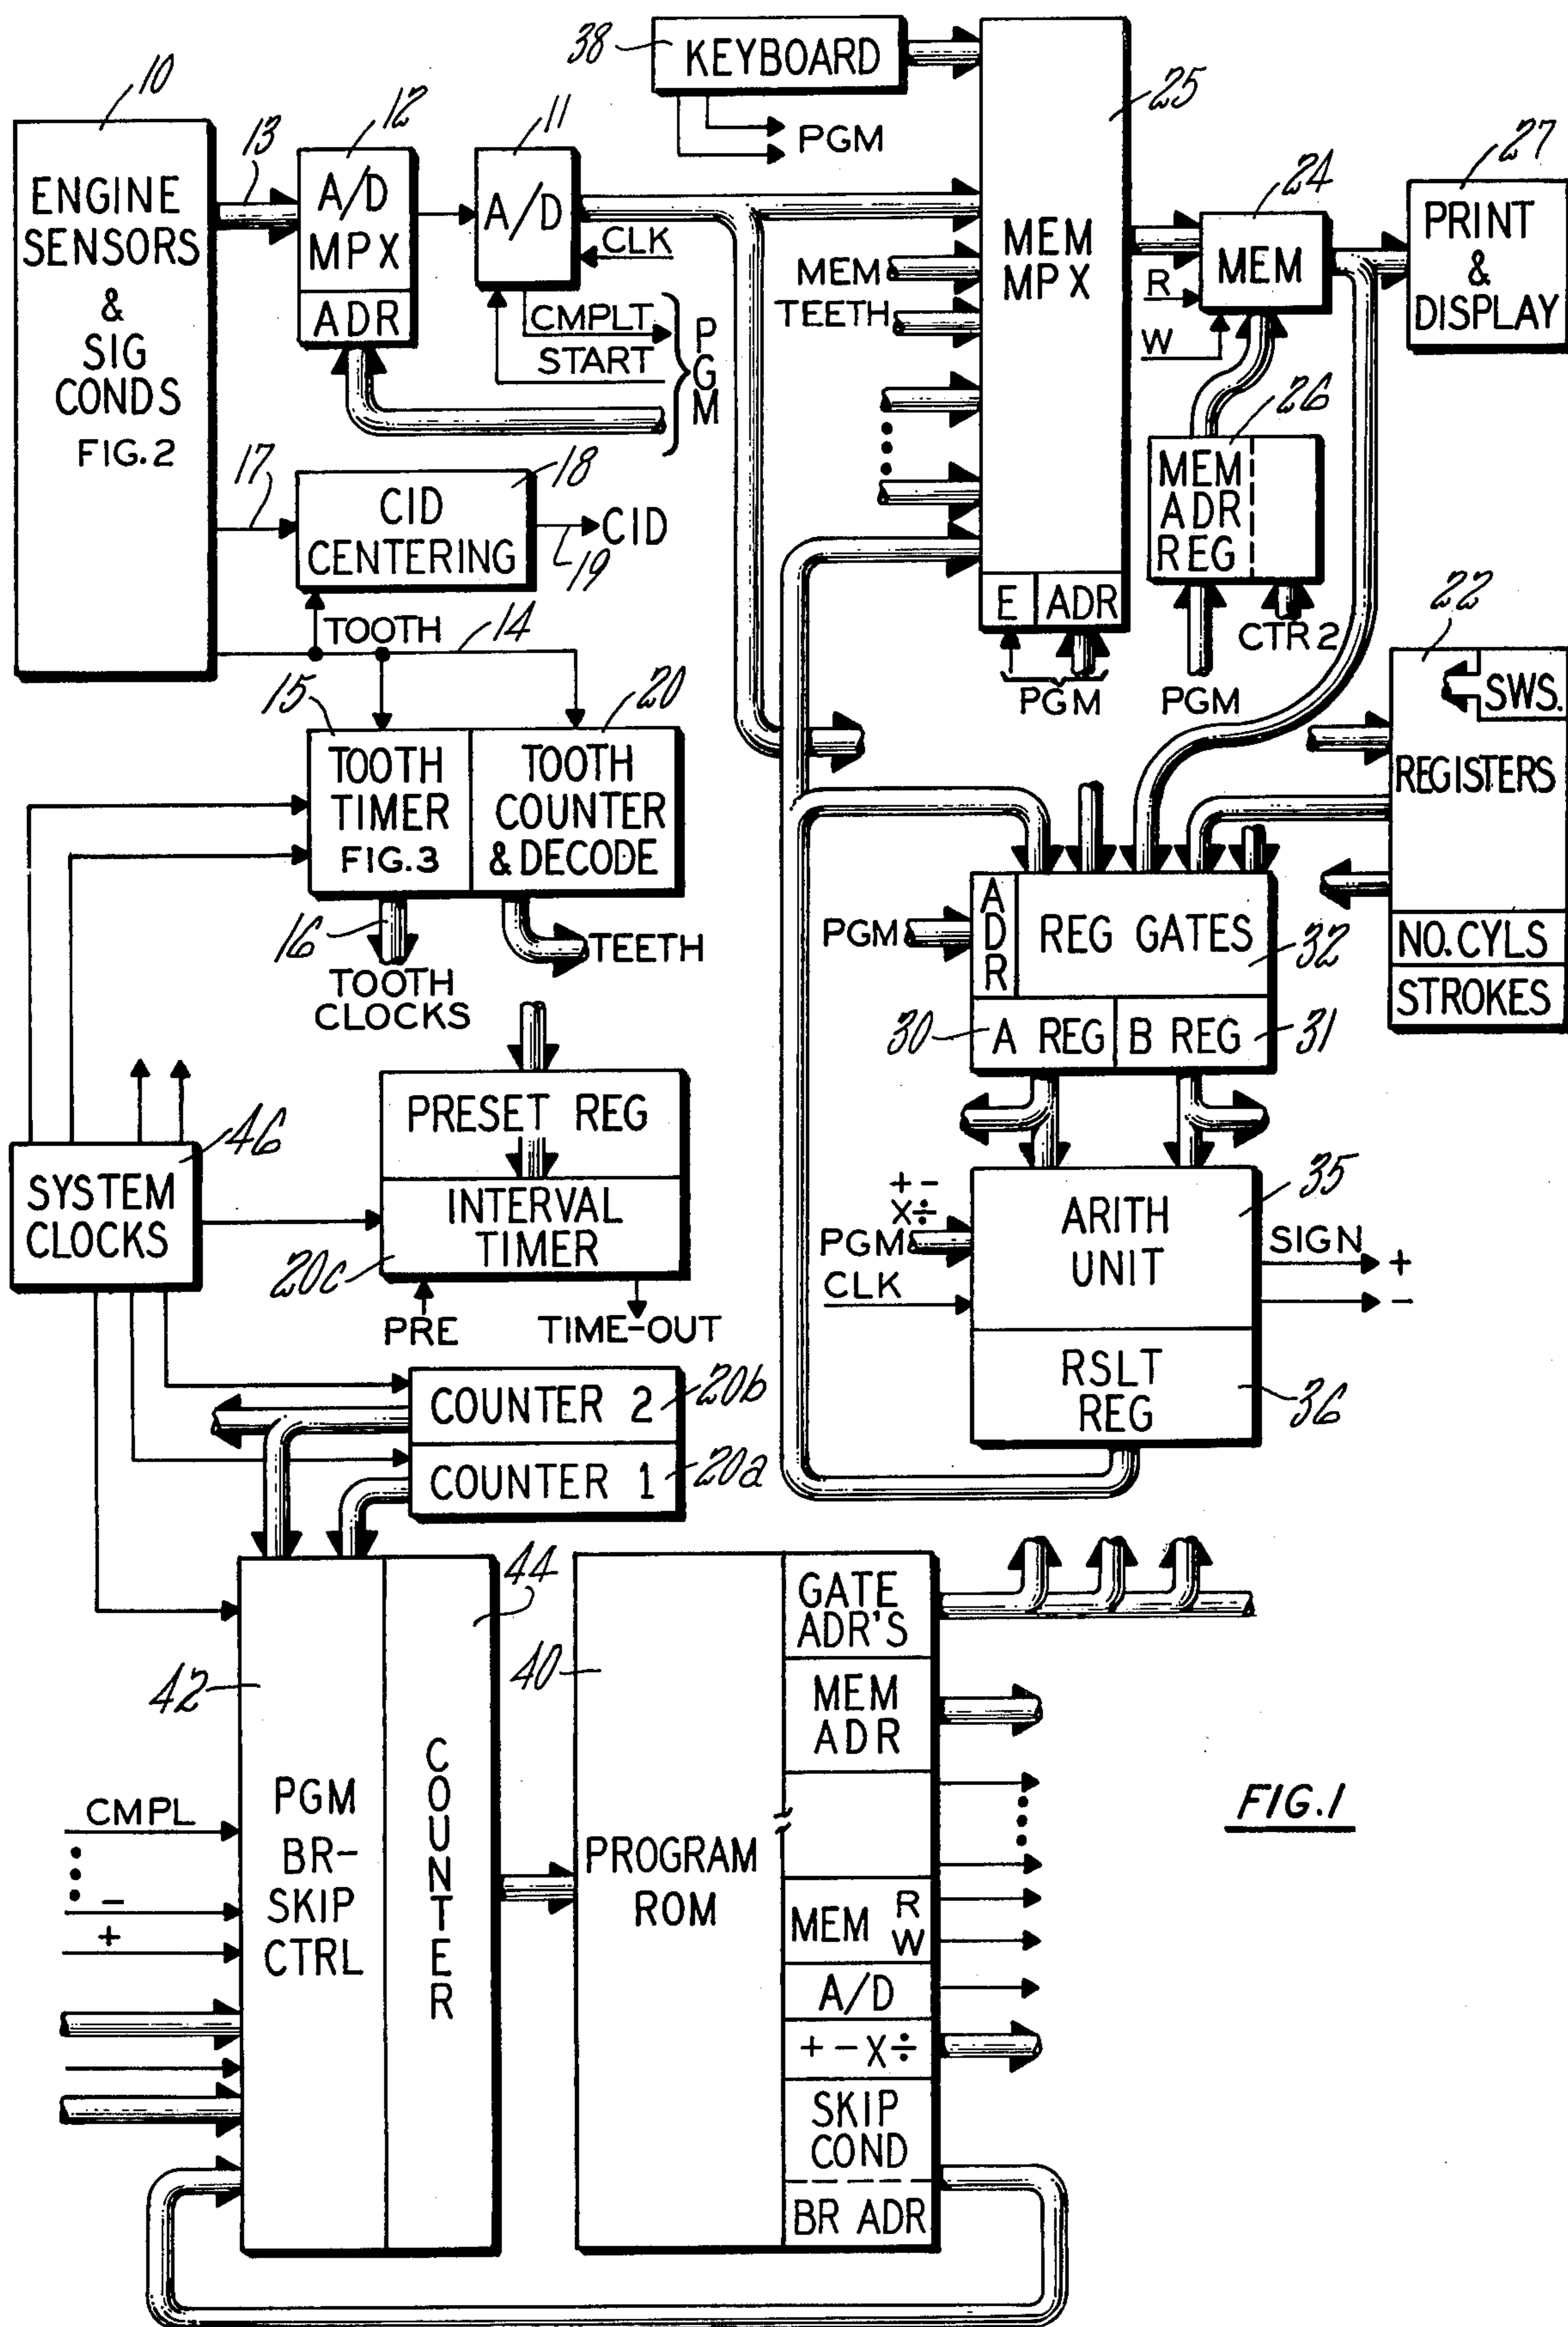 38
KEYBOARD
PGM
10
ENGINE
SENSORS
&
SIG
CONDS
FIG.2
13
12
A/D
MPX
ADR
11
A/D
CLK
CMPLT
START
PGM
25
MEM
MPX
MEM
TEETH
E
ADR
PGM
24
MEM
R
W
27
PRINT
&
DISPLAY
26
MEM
ADR
REG
CTR 2
PGM
17
18
CID
CENTERING
CID
19
TOOTH
14
15
TOOTH
TIMER
FIG.3
20
TOOTH
COUNTER
& DECODE
16
TOOTH
CLOCKS
TEETH
22
SWS.
REGISTERS
NO. CYLS
STROKES
PGM
ADR
REG GATES
32
30
A REG
B REG
31
46
SYSTEM
CLOCKS
PRESET REG
INTERVAL
TIMER
20c
PRE
TIME-OUT
+ -
X÷
PGM
CLK
ARITH
UNIT
35
SIGN
+
-
RSLT
REG
36
COUNTER 2
20b
COUNTER 1
20a
42
44
PGM
BR-
SKIP
CTRL
COUNTER
CMPL
-
+
40
PROGRAM
ROM
GATE
ADR'S
MEM
ADR
MEM
R
W
A/D
+ - X ÷
SKIP
COND
BR ADR
FIG.1